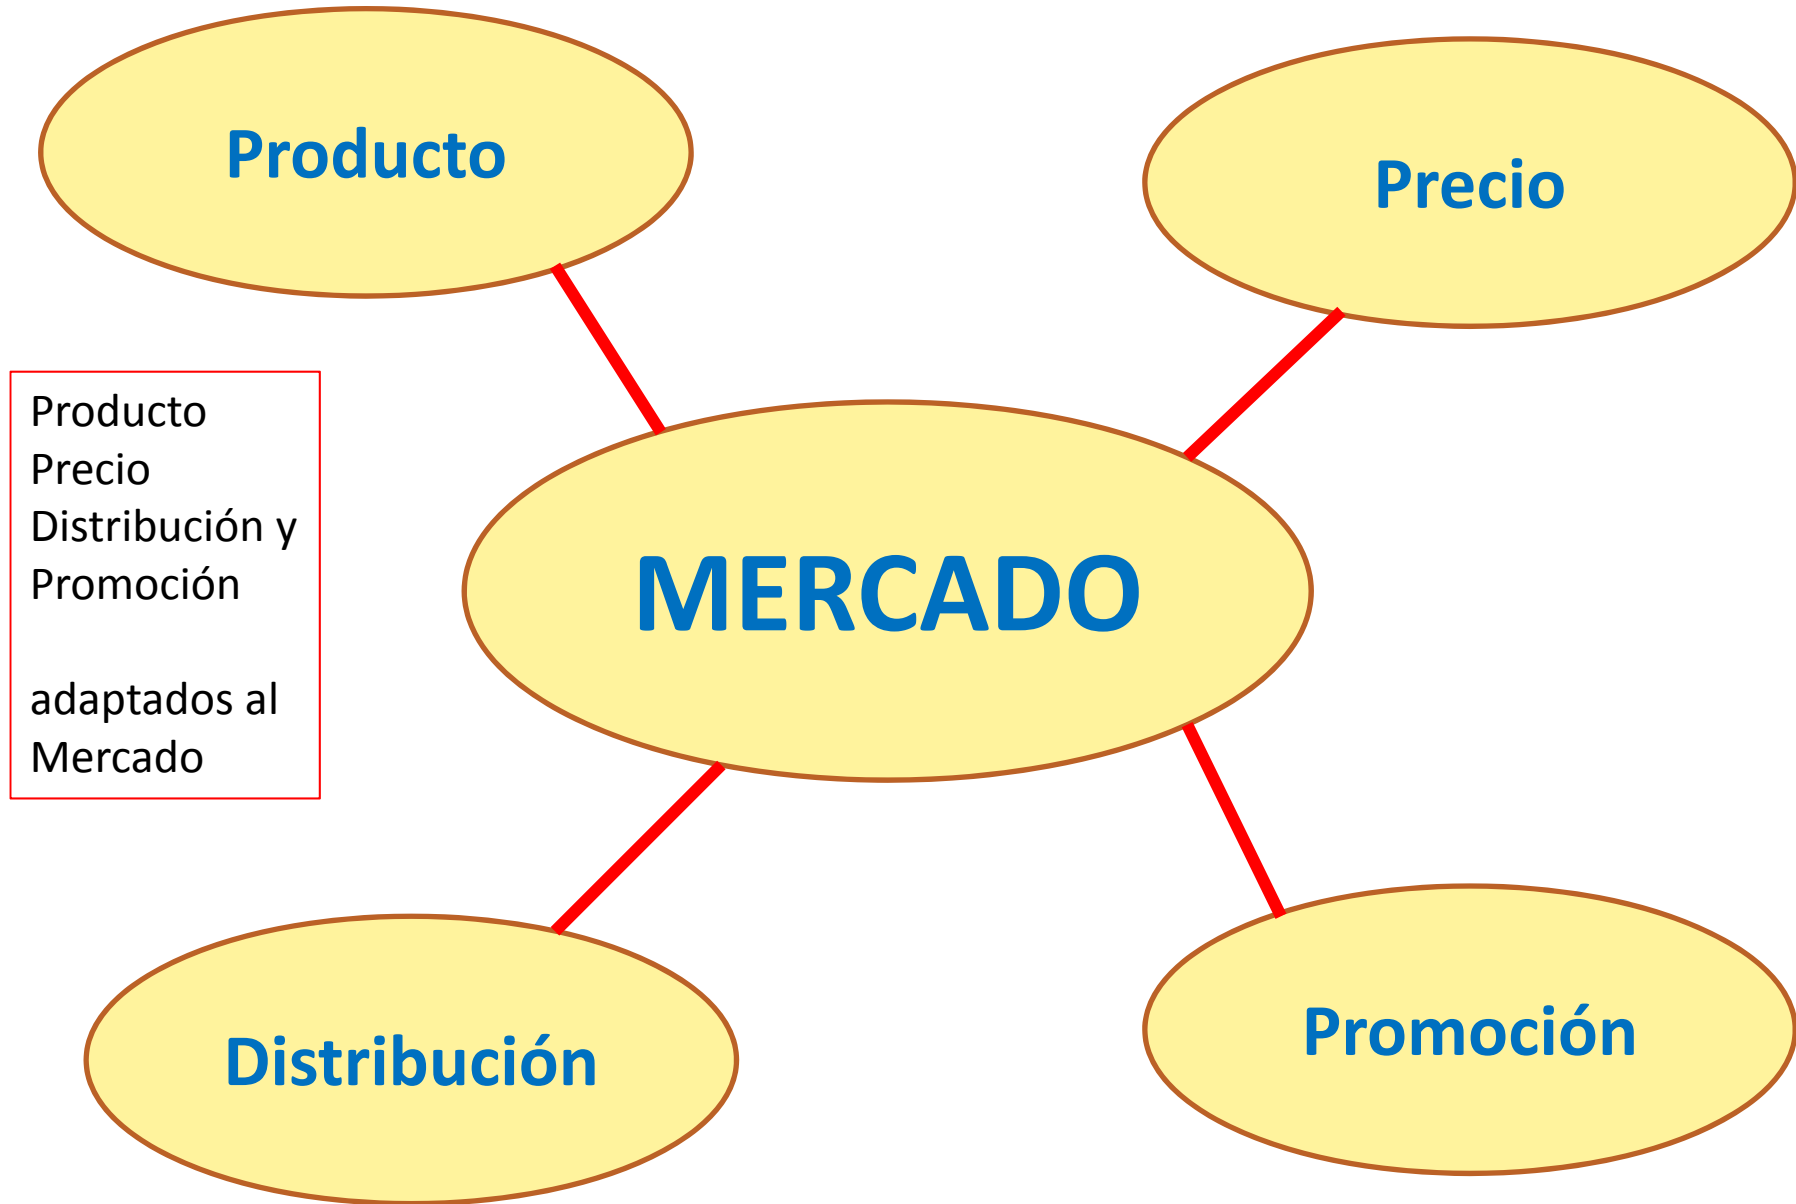 Producto
Precio
Producto
Precio
Distribución y
Promoción
adaptados al
Mercado
MERCADO
Distribución
Promoción